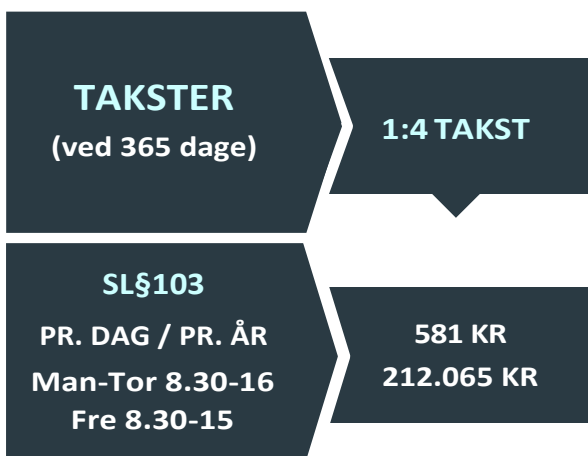 TAKSTER
(ved 365 dage)
1:4 TAKST
SL§103
PR. DAG / PR. ÅR
Man-Tor 8.30-16
Fre 8.30-15
581 KR
212.065 KR